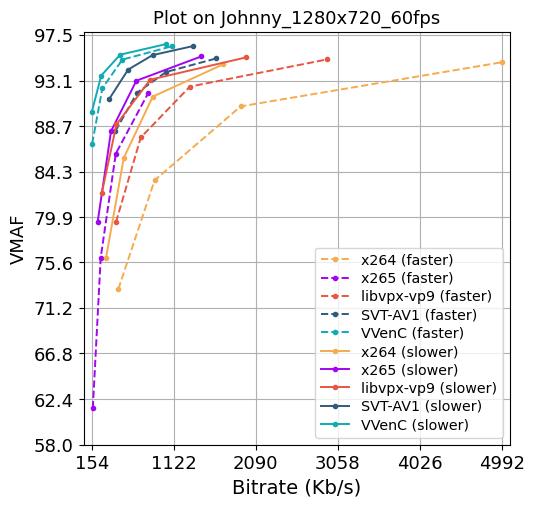 Plot on Johnny_1280x720_60fps
97.5
93.1
88.7
84.3
79.9
75.6
71.2
66.8
62.4
58.0
VMAF
x264 (faster)
x265 (faster)
libvpx-vp9 (faster)
SVT-AV1 (faster)
VVenC (faster)
x264 (slower)
x265 (slower)
libvpx-vp9 (slower)
SVT-AV1 (slower)
VVenC (slower)
154 1122 2090 3058 4026 4992
Bitrate (Kb/s)